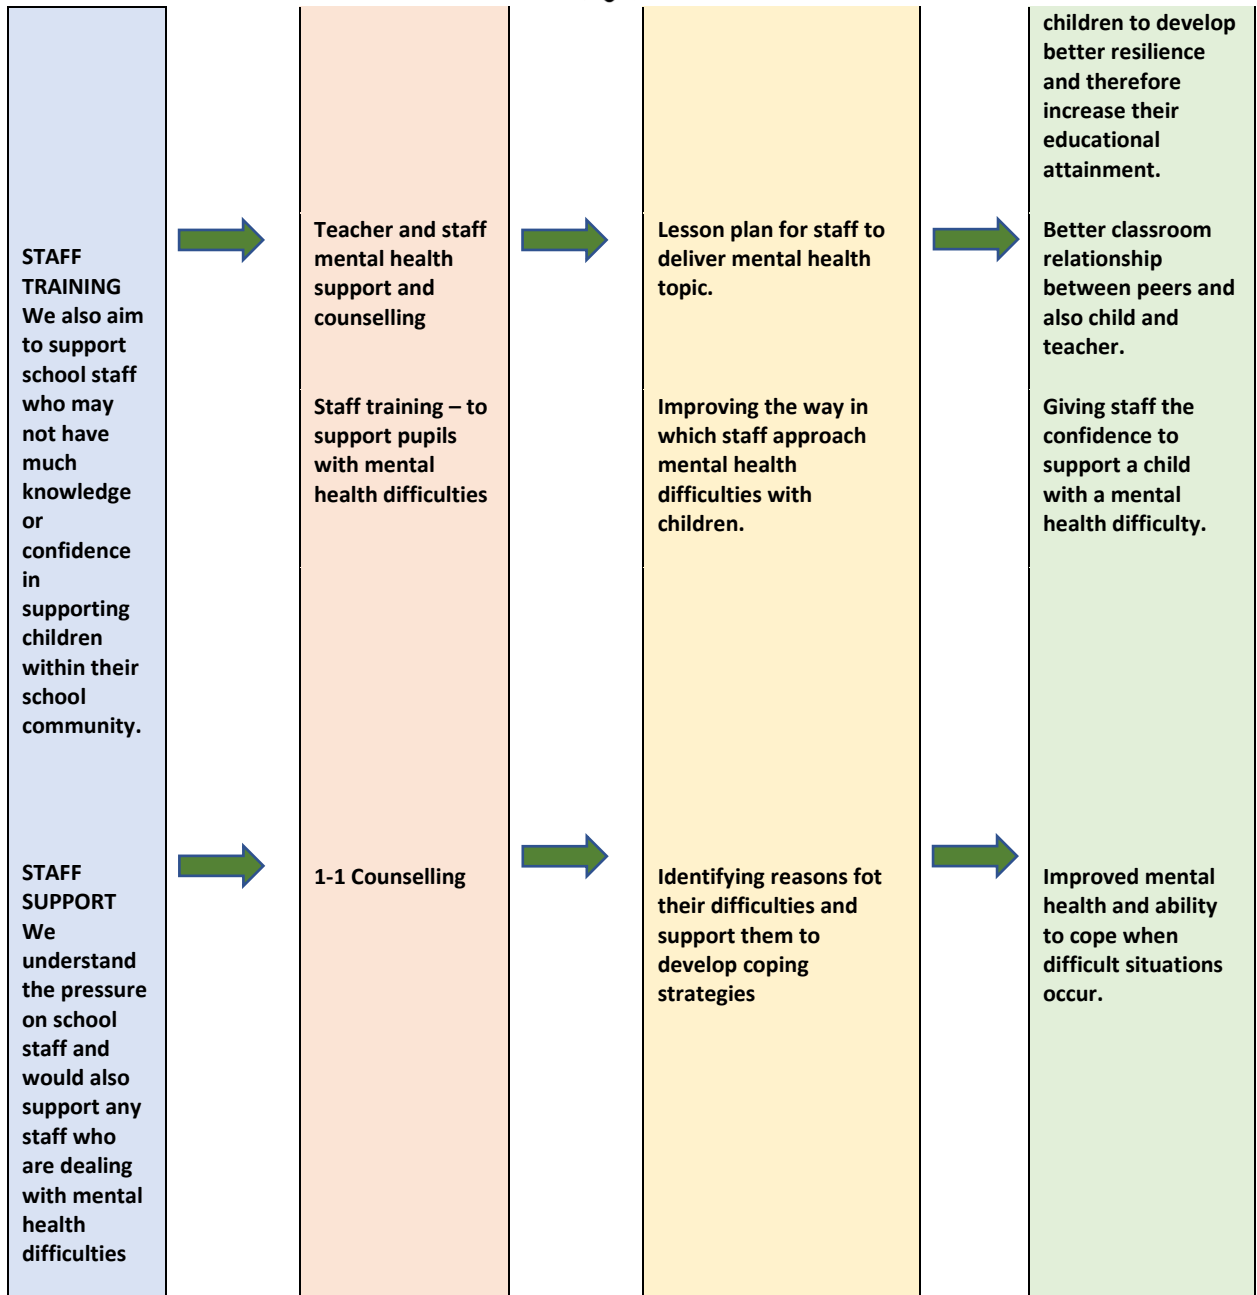 children to develop
better resilience
and therefore
increase their
educational
attainment.
STAFF
TRAINING
We also aim
to support
school staff
who may
not have
much
knowledge
or
confidence
in
supporting
children
within their
school
community.
Teacher and staff
mental health
support and
counselling
Lesson plan for staff to
deliver mental health
topic.
Better classroom
relationship
between peers and
also child and
teacher.
Staff training – to
support pupils
with mental
health difficulties
Improving the way in
which staff approach
mental health
difficulties with
children.
Giving staff the
confidence to
support a child
with a mental
health difficulty.
STAFF
SUPPORT
We
understand
the pressure
on school
staff and
would also
support any
staff who
are dealing
with mental
health
difficulties
1-1 Counselling
Identifying reasons fot
their difficulties and
support them to
develop coping
strategies
Improved mental
health and ability
to cope when
difficult situations
occur.